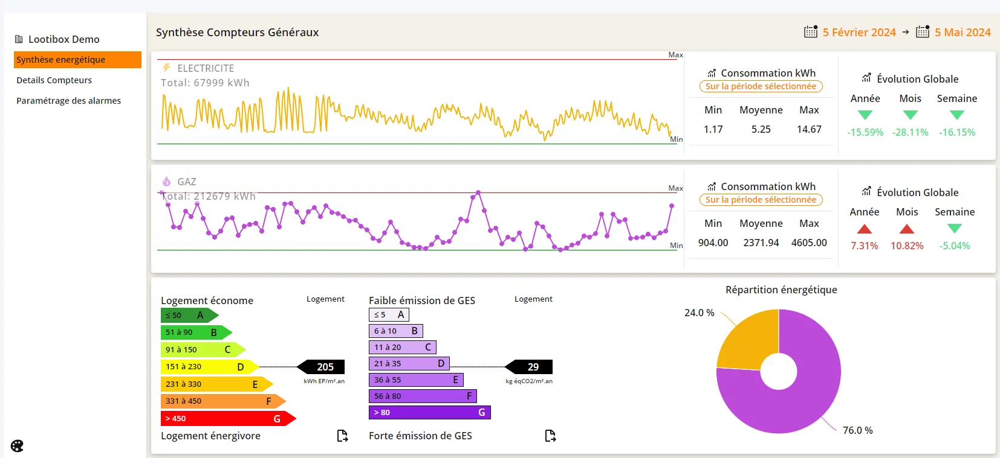 Lootibox Demo
Synthèse energétique
Details Compteurs
Paramétrage des alarmes
Synthèse Compteurs Généraux
5 Février 2024 → 5 Mai 2024
ELECTRICITE
Total: 67999 kWh
Max
Min
Consommation kWh
Sur la période sélectionnée
Min Moyenne Max
1.17 5.25 14.67
Évolution Globale
Année Mois Semaine
-15.59% -28.11% -16.15%
GAZ
Total: 212679 kWh
Max
Min
Consommation kWh
Sur la période sélectionnée
Min Moyenne Max
904.00 2371.94 4605.00
Évolution Globale
Année Mois Semaine
7.31% 10.82% -5.04%
Logement économe
Logement
≤ 50 A
51 à 90 B
91 à 150 C
151 à 230 D
205
kWh EP/m².an
231 à 330 E
331 à 450 F
> 450 G
Logement énergivore
Faible émission de GES
Logement
≤ 5 A
6 à 10 B
11 à 20 C
21 à 35 D
29
kg éqCO2/m².an
36 à 55 E
56 à 80 F
> 80 G
Forte émission de GES
Répartition énergétique
24.0 %
76.0 %